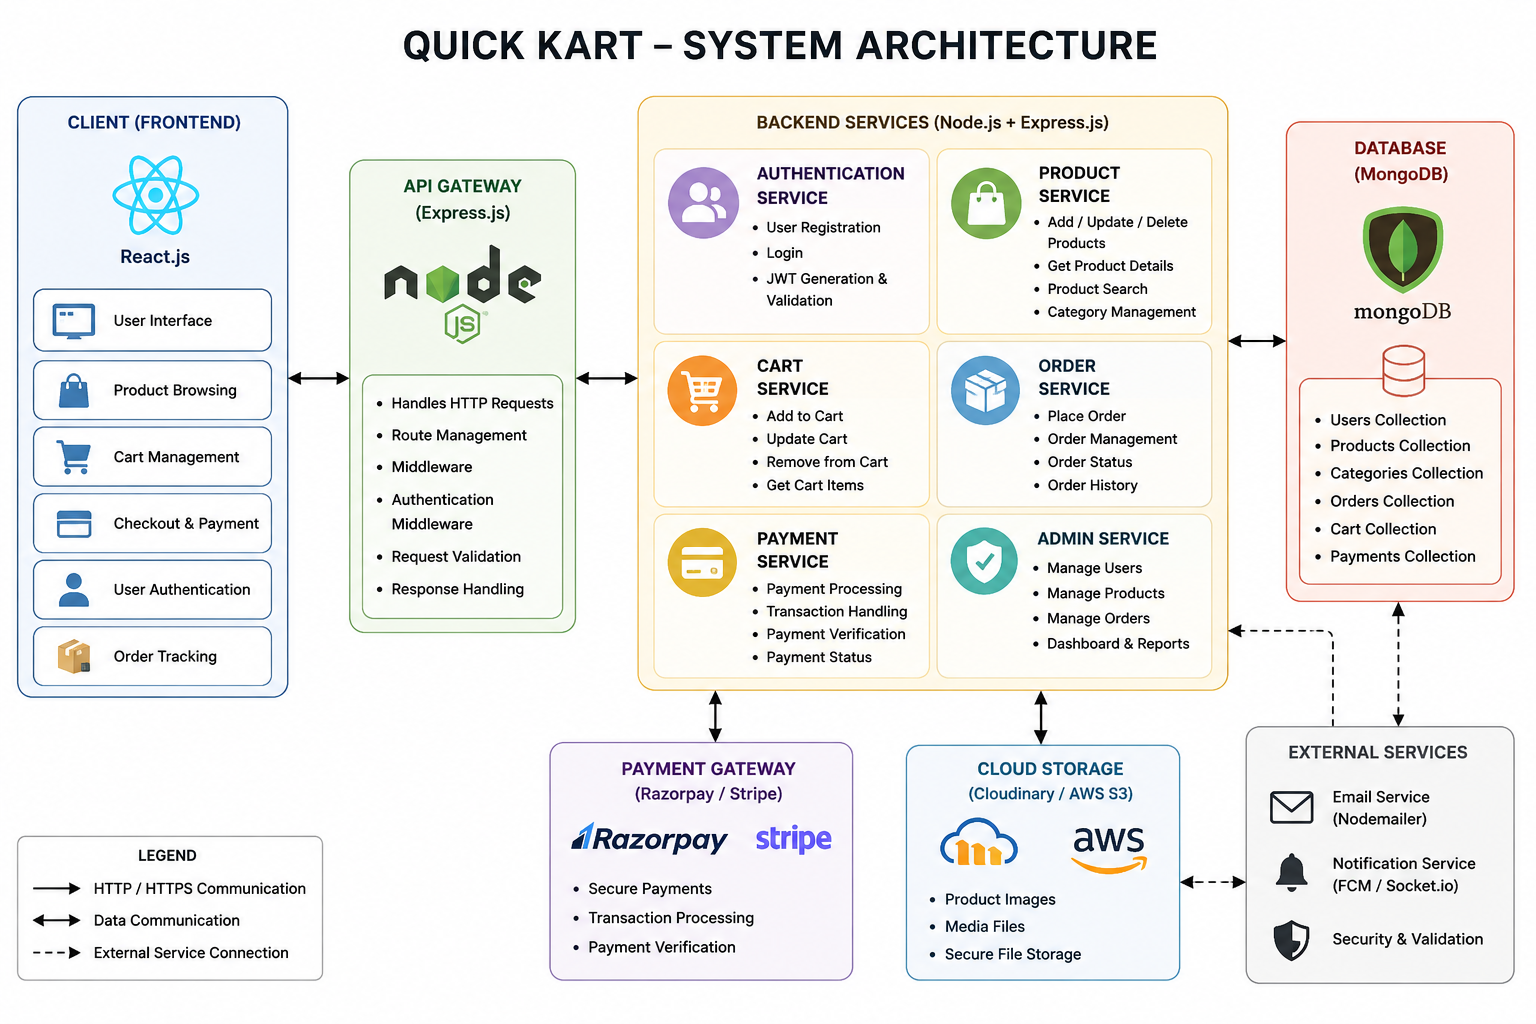 QUICK KART – SYSTEM ARCHITECTURE
CLIENT (FRONTEND)
React.js
User Interface
Product Browsing
Cart Management
Checkout & Payment
User Authentication
Order Tracking
API GATEWAY
(Express.js)
node
JS
Handles HTTP Requests
Route Management
Middleware
Authentication
Middleware
Request Validation
Response Handling
BACKEND SERVICES (Node.js + Express.js)
AUTHENTICATION
SERVICE
User Registration
Login
JWT Generation &
Validation
PRODUCT
SERVICE
Add / Update / Delete
Products
Get Product Details
Product Search
Category Management
CART
SERVICE
Add to Cart
Update Cart
Remove from Cart
Get Cart Items
ORDER
SERVICE
Place Order
Order Management
Order Status
Order History
PAYMENT
SERVICE
Payment Processing
Transaction Handling
Payment Verification
Payment Status
ADMIN SERVICE
Manage Users
Manage Products
Manage Orders
Dashboard & Reports
DATABASE
(MongoDB)
mongoDB
Users Collection
Products Collection
Categories Collection
Orders Collection
Cart Collection
Payments Collection
PAYMENT GATEWAY
(Razorpay / Stripe)
Razorpay
stripe
Secure Payments
Transaction Processing
Payment Verification
CLOUD STORAGE
(Cloudinary / AWS S3)
aws
Product Images
Media Files
Secure File Storage
EXTERNAL SERVICES
Email Service
(Nodemailer)
Notification Service
(FCM / Socket.io)
Security & Validation
LEGEND
HTTP / HTTPS Communication
Data Communication
External Service Connection